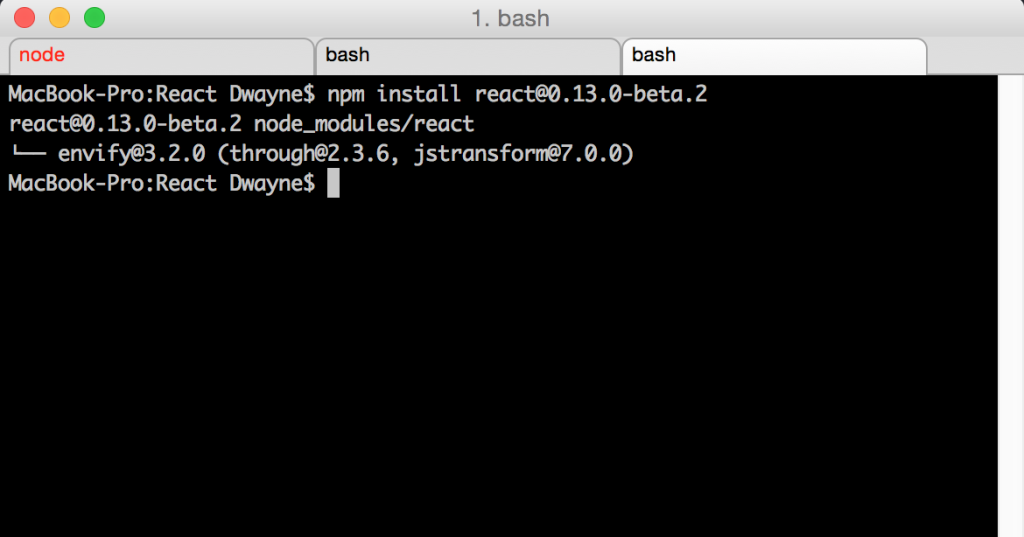 1. bash
node bash bash
MacBook-Pro:React Dwayne$ npm install react@0.13.0-beta.2
react@0.13.0-beta.2 node_modules/react
└── envify@3.2.0 (through@2.3.6, jstransform@7.0.0)
MacBook-Pro:React Dwayne$